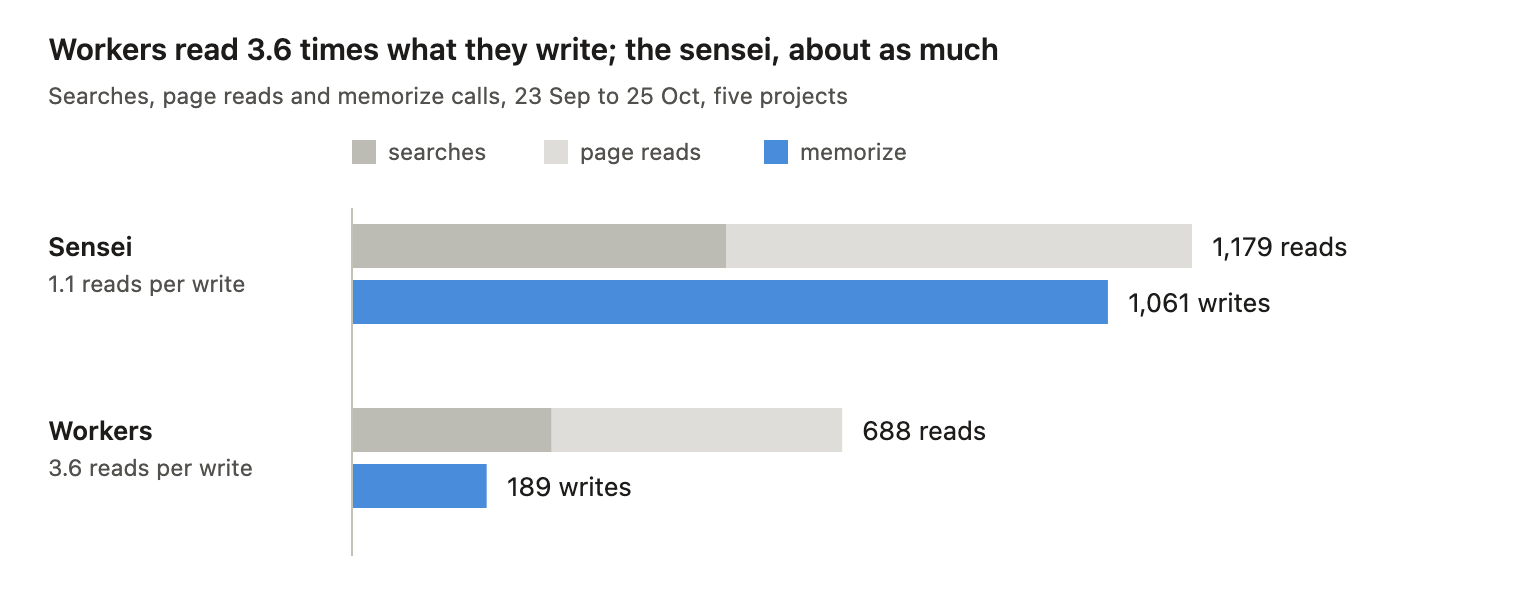 Workers read 3.6 times what they write; the sensei, about as much
Searches, page reads and memorize calls, 23 Sep to 25 Oct, five projects
searches
page reads
memorize
Sensei
1.1 reads per write
1,179 reads
1,061 writes
Workers
3.6 reads per write
688 reads
189 writes